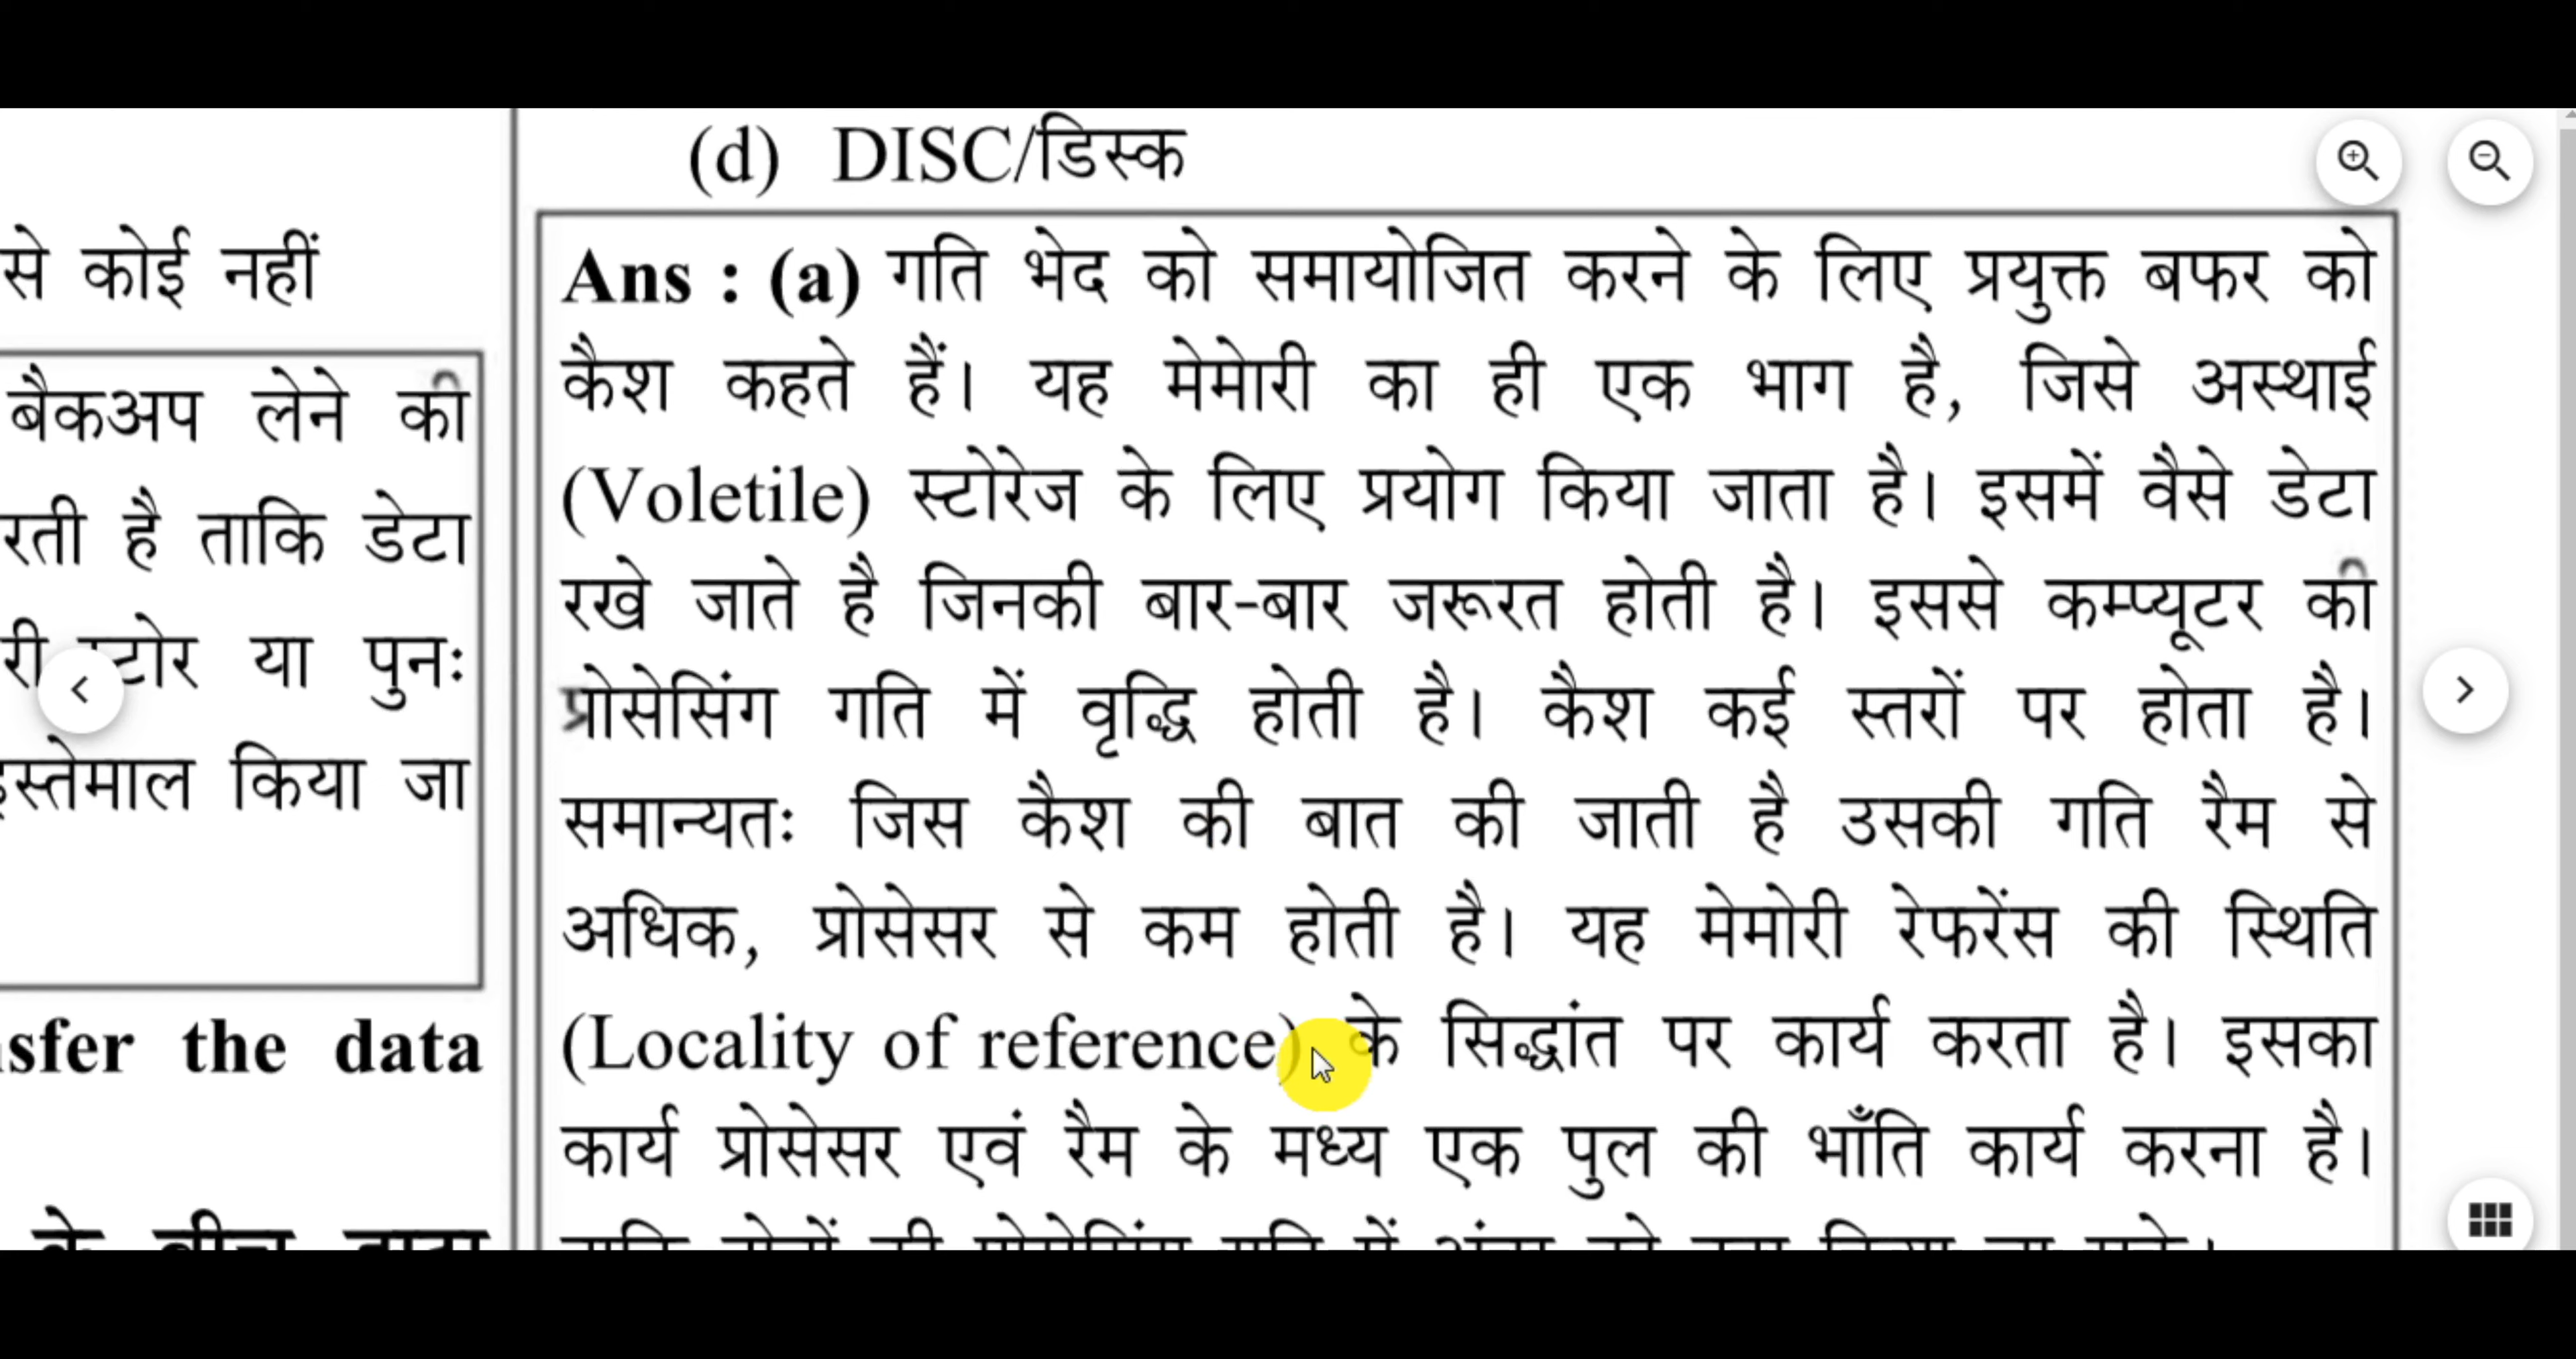 से कोई नहीं
बैकअप लेने की
रती है ताकि डेटा
या पुनः
इस्तेमाल किया जा
sfer the data
के बीच डाटा
(d) DISC/डिस्क
Ans : (a) गति भेद को समायोजित करने के लिए प्रयुक्त बफर को
कैश कहते हैं। यह मेमोरी का ही एक भाग है, जिसे अस्थाई
(Voletile) स्टोरेज के लिए प्रयोग किया जाता है। इसमें वैसे डेटा
रखे जाते है जिनकी बार-बार जरूरत होती है। इससे कम्प्यूटर की
प्रोसेसिंग गति में वृद्धि होती है। कैश कई स्तरों पर होता है।
समान्यतः जिस कैश की बात की जाती है उसकी गति रैम से
अधिक, प्रोसेसर से कम होती है। यह मेमोरी रेफरेंस की स्थिति
(Locality of reference) के सिद्धांत पर कार्य करता है। इसका
कार्य प्रोसेसर एवं रैम के मध्य एक पुल की भाँति कार्य करना है।